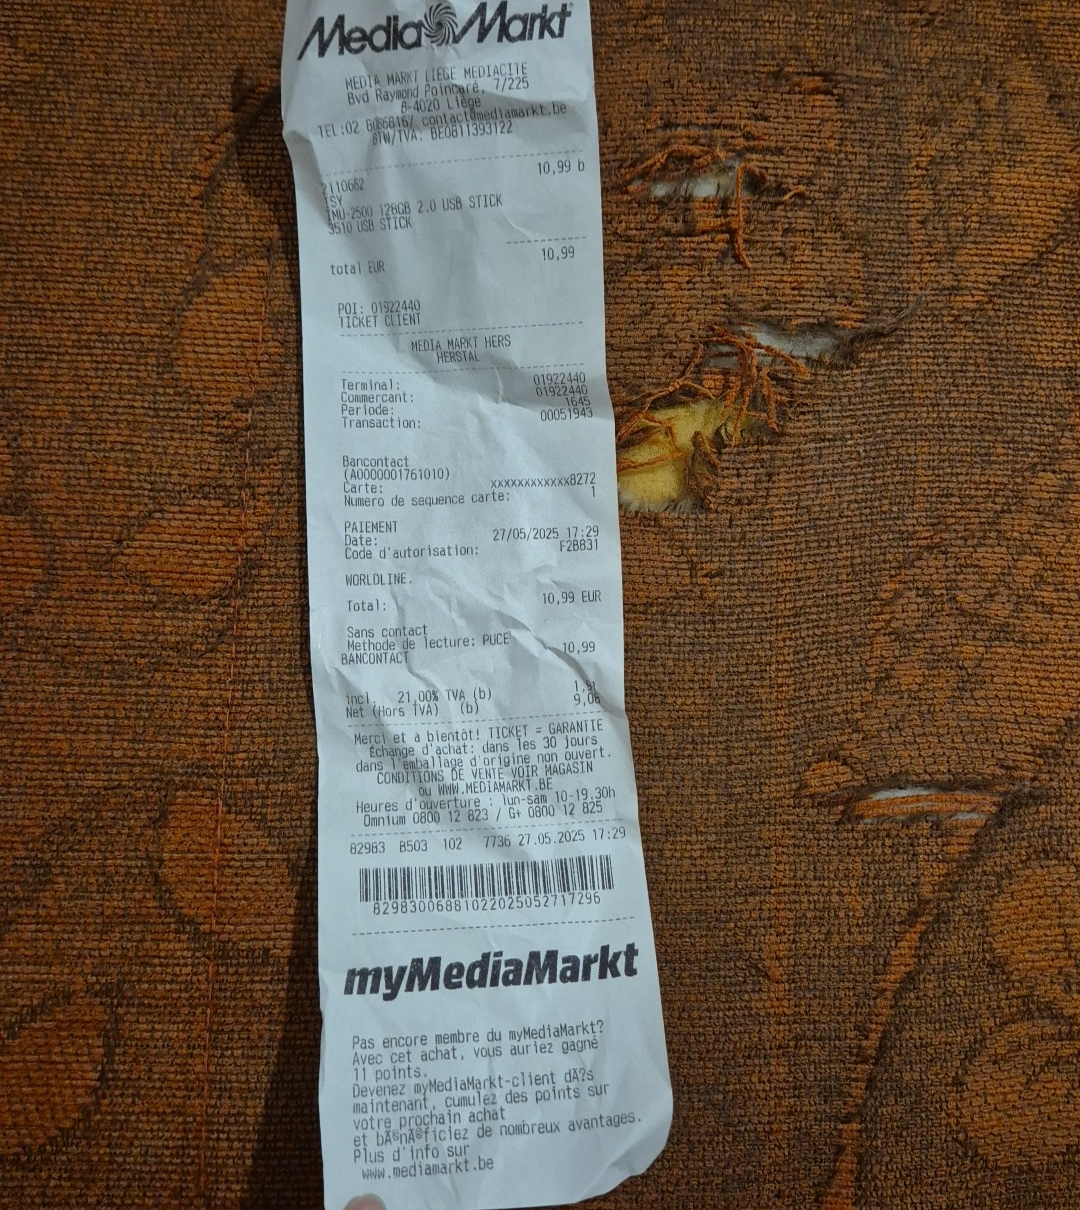 Media Markt
MEDIA MARKT LIEGE MEDIACITE
Bvd Raymond Poincaré, 7/225
B-4020 Liège
TEL:02 contact@mediamarkt.be
BTW/TVA. BE0811393122
10,99 b
2110662
ISY
IMU-2500 128GB 2.0 USB STICK
3510 USB STICK
total EUR 10,99
POI: 01922440
TICKET CLIENT
MEDIA MARKT HERS
HERSTAL
Terminal: 01922440
Commercant: 01922440
Periode: 1645
Transaction: 00051943
Bancontact
(A0000001761010)
Carte: xxxxxxxxxxxx8272
Numero de sequence carte: 1
PAIEMENT
Date: 27/05/2025 17:29
Code d'autorisation: F2B831
WORLDLINE.
Total: 10,99 EUR
Sans contact
Methode de lecture: PUCE
BANCONTACT 10,99
incl. 21,00% TVA (b) 1,91
Net (Hors TVA) (b) 9,08
Merci et à bientôt! TICKET = GARANTIE
Échange d'achat: dans les 30 jours
dans l'emballage d'origine non ouvert.
CONDITIONS DE VENTE VOIR MAGASIN
ou WWW.MEDIAMARKT.BE
Heures d'ouverture : lun-sam 10-19.30h
Omnium 0800 12 823 / G+ 0800 12 825
82983 B503 102 7736 27.05.2025 17:29
82983006881022025052717296
myMediaMarkt
Pas encore membre du myMediaMarkt?
Avec cet achat, vous auriez gagné
11 points.
Devenez myMediaMarkt-client dÃ?s
maintenant, cumulez des points sur
votre prochain achat
et bÃ©nÃ©ficiez de nombreux avantages.
Plus d'info sur
www.mediamarkt.be